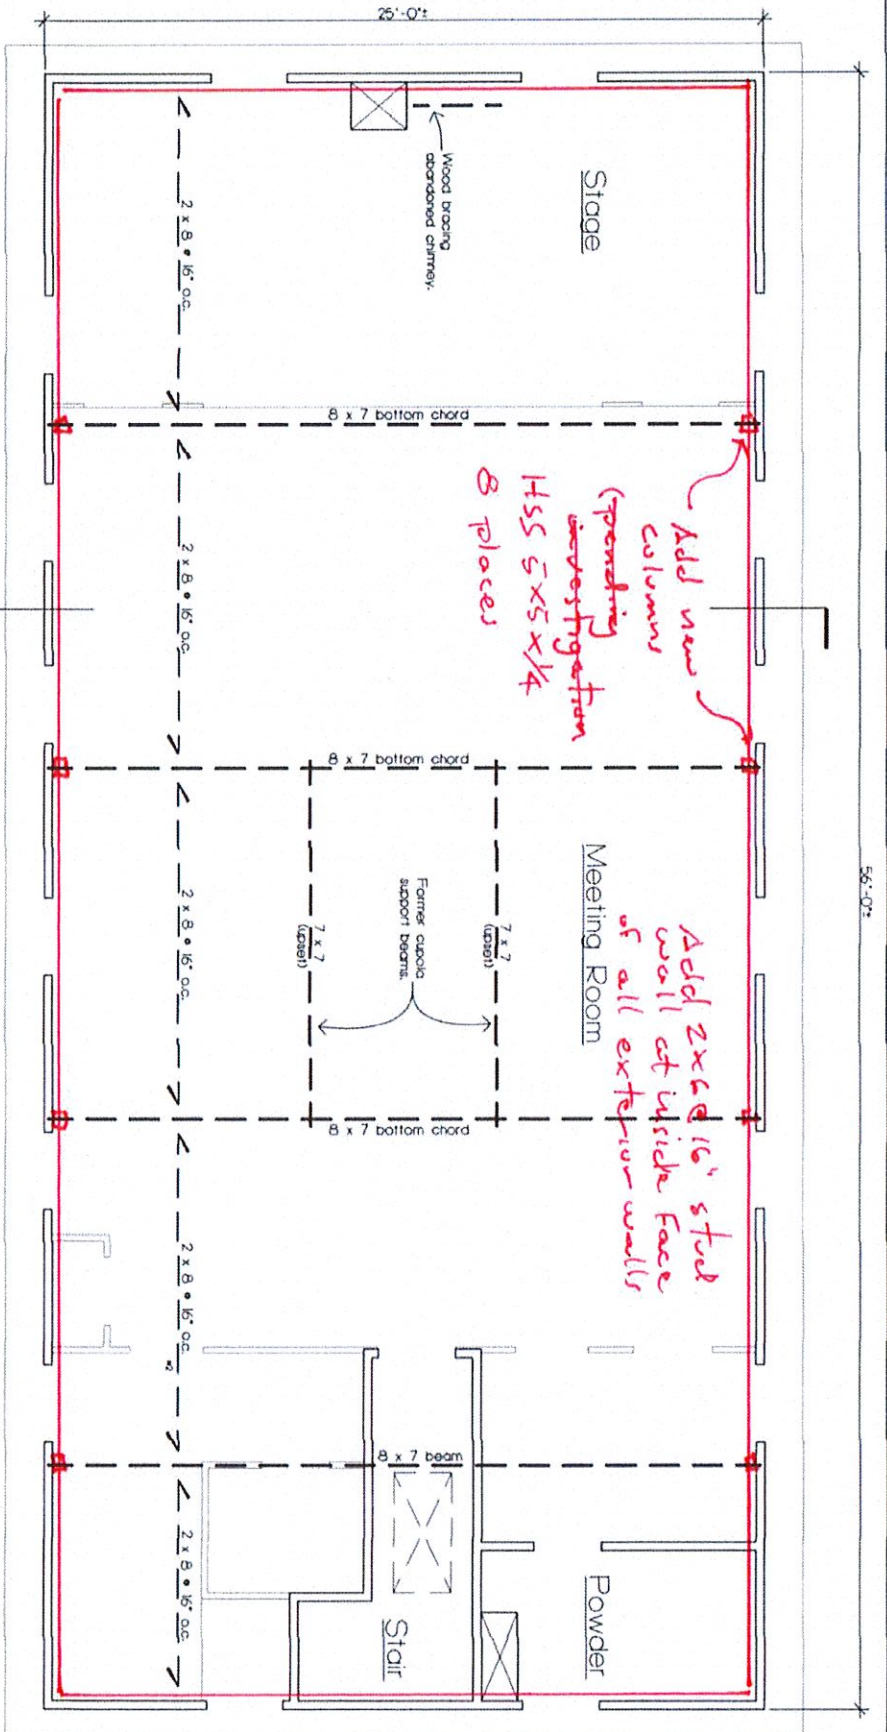 25'-0"±
56'-0"±
Stage
Wood bracing
abandoned chimney.
2 x 8 @ 16" o.c.
8 x 7 bottom chord
Add new
columns
(pending
investigation
HSS 5x5x1/4
8 places
2 x 8 @ 16" o.c.
8 x 7 bottom chord
Meeting Room
7 x 7
(upset)
Former cupola
support beams.
7 x 7
(upset)
2 x 8 @ 16" o.c.
Add 2x6@16" stud
wall at inside face
of all exterior walls
8 x 7 bottom chord
2 x 8 @ 16" o.c.
#2
8 x 7 beam
2 x 8 @ 16" o.c.
Stair
Powder